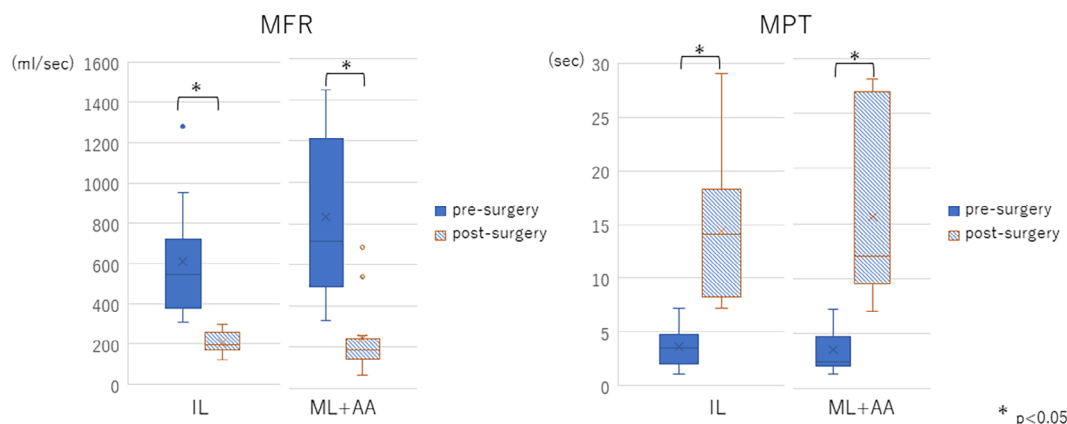 MFR
(ml/sec)
1600
1400
1200
1000
800
600
400
200
0
*
*
IL
ML+AA
pre-surgery
post-surgery
MPT
(sec)
30
25
20
15
10
5
0
*
*
IL
ML+AA
pre-surgery
post-surgery
* p<0.05